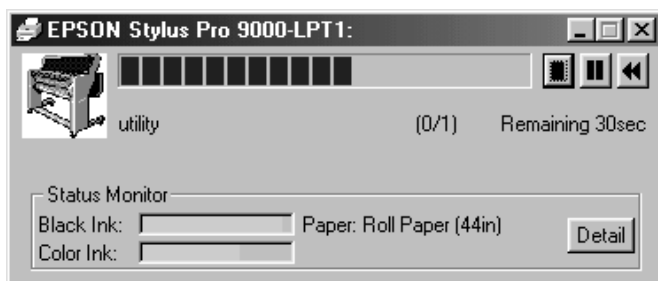 EPSON Stylus Pro 9000-LPT1:
utility (0/1) Remaining 30sec
Status Monitor
Black Ink: Paper: Roll Paper (44in)
Detail
Color Ink: